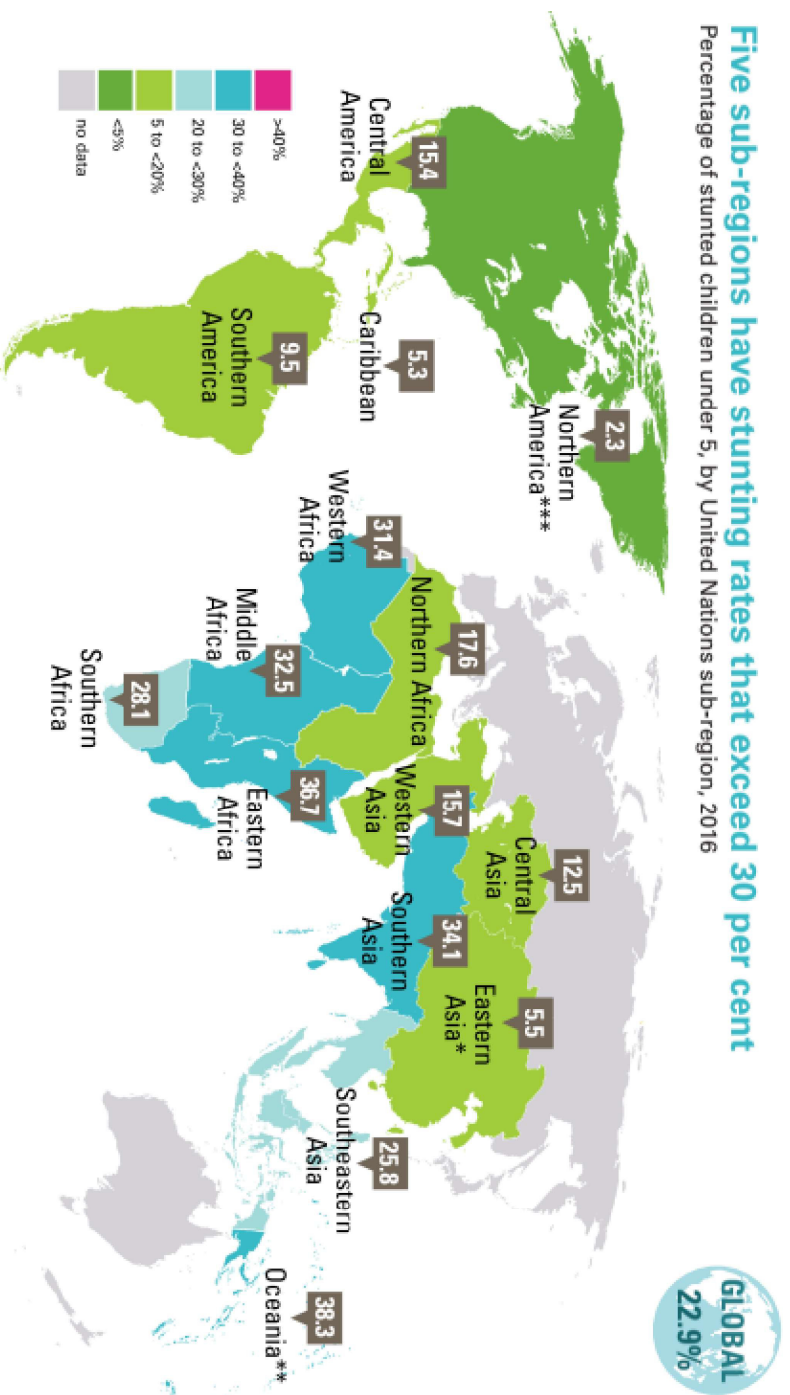 Five sub-regions have stunting rates that exceed 30 per cent
Percentage of stunted children under 5, by United Nations sub-region, 2016
GLOBAL
22.9%
2.3
Northern
America***
15.4
Central
America
5.3
Caribbean
9.5
Southern
America
17.6
Northern Africa
31.4
Western
Africa
32.5
Middle
Africa
36.7
Eastern
Africa
28.1
Southern
Africa
12.5
Central
Asia
15.7
Western
Asia
34.1
Southern
Asia
5.5
Eastern
Asia*
25.8
Southeastern
Asia
38.3
Oceania**
>40%
30 to <40%
20 to <30%
5 to <20%
<5%
no data